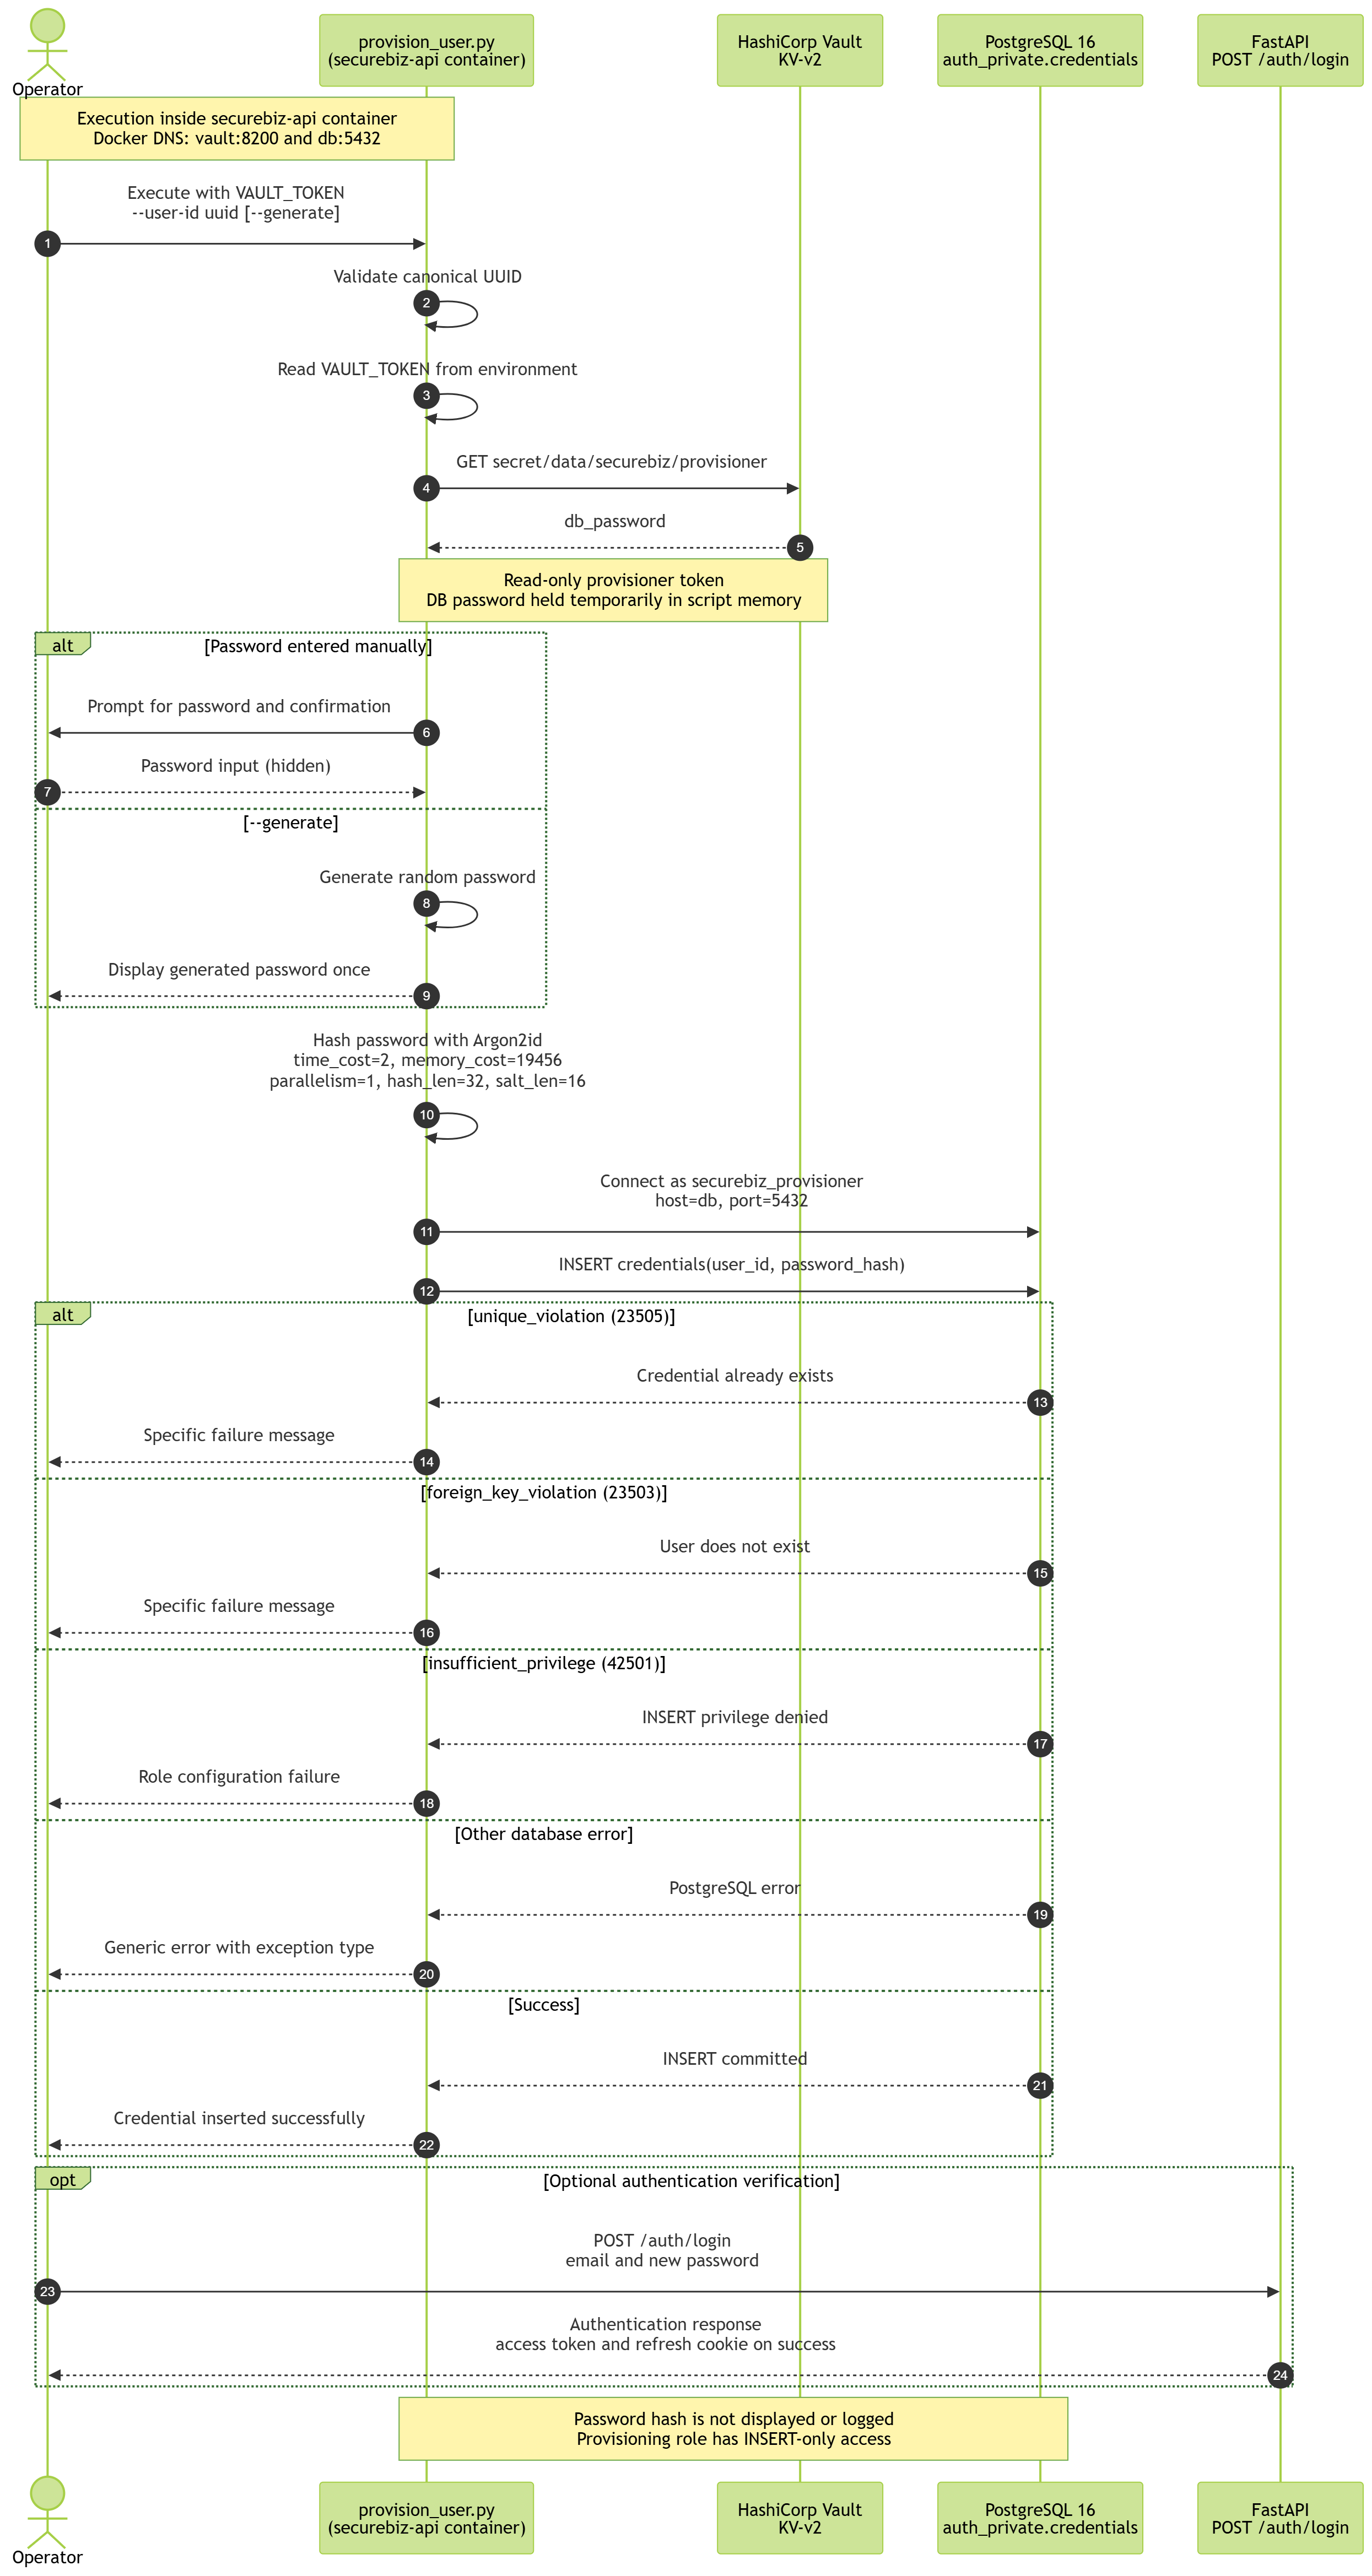 Operator
provision_user.py
(securebiz-api container)
HashiCorp Vault
KV-v2
PostgreSQL 16
auth_private.credentials
FastAPI
POST /auth/login
Execution inside securebiz-api container
Docker DNS: vault:8200 and db:5432
Execute with VAULT_TOKEN
--user-id uuid [--generate]
1
Validate canonical UUID
2
Read VAULT_TOKEN from environment
3
GET secret/data/securebiz/provisioner
4
db_password
5
Read-only provisioner token
DB password held temporarily in script memory
alt
[Password entered manually]
Prompt for password and confirmation
6
Password input (hidden)
7
[--generate]
Generate random password
8
Display generated password once
9
Hash password with Argon2id
time_cost=2, memory_cost=19456
parallelism=1, hash_len=32, salt_len=16
10
Connect as securebiz_provisioner
host=db, port=5432
11
INSERT credentials(user_id, password_hash)
12
alt
[unique_violation (23505)]
Credential already exists
13
Specific failure message
14
[foreign_key_violation (23503)]
User does not exist
15
Specific failure message
16
[insufficient_privilege (42501)]
INSERT privilege denied
17
Role configuration failure
18
[Other database error]
PostgreSQL error
19
Generic error with exception type
20
[Success]
INSERT committed
21
Credential inserted successfully
22
opt
[Optional authentication verification]
POST /auth/login
email and new password
23
Authentication response
access token and refresh cookie on success
24
Password hash is not displayed or logged
Provisioning role has INSERT-only access
Operator
provision_user.py
(securebiz-api container)
HashiCorp Vault
KV-v2
PostgreSQL 16
auth_private.credentials
FastAPI
POST /auth/login